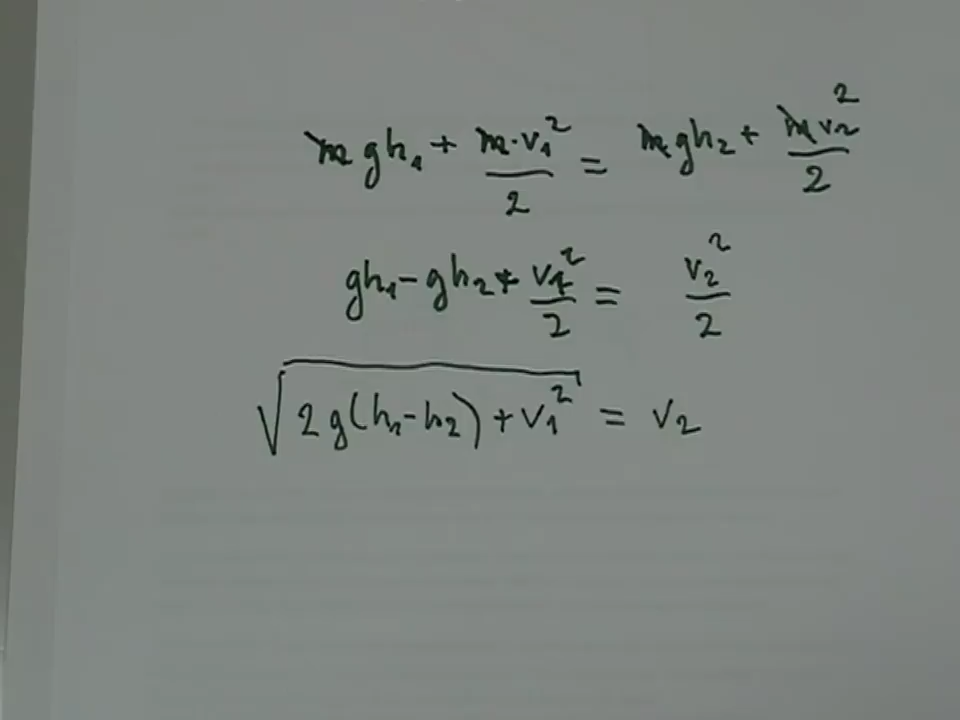 mgh₁ + m·v₁²/2 = mgh₂ + mv₂²/2
gh₁ - gh₂ + v₁²/2 = v₂²/2
√(2g(h₁-h₂) + v₁²) = v₂